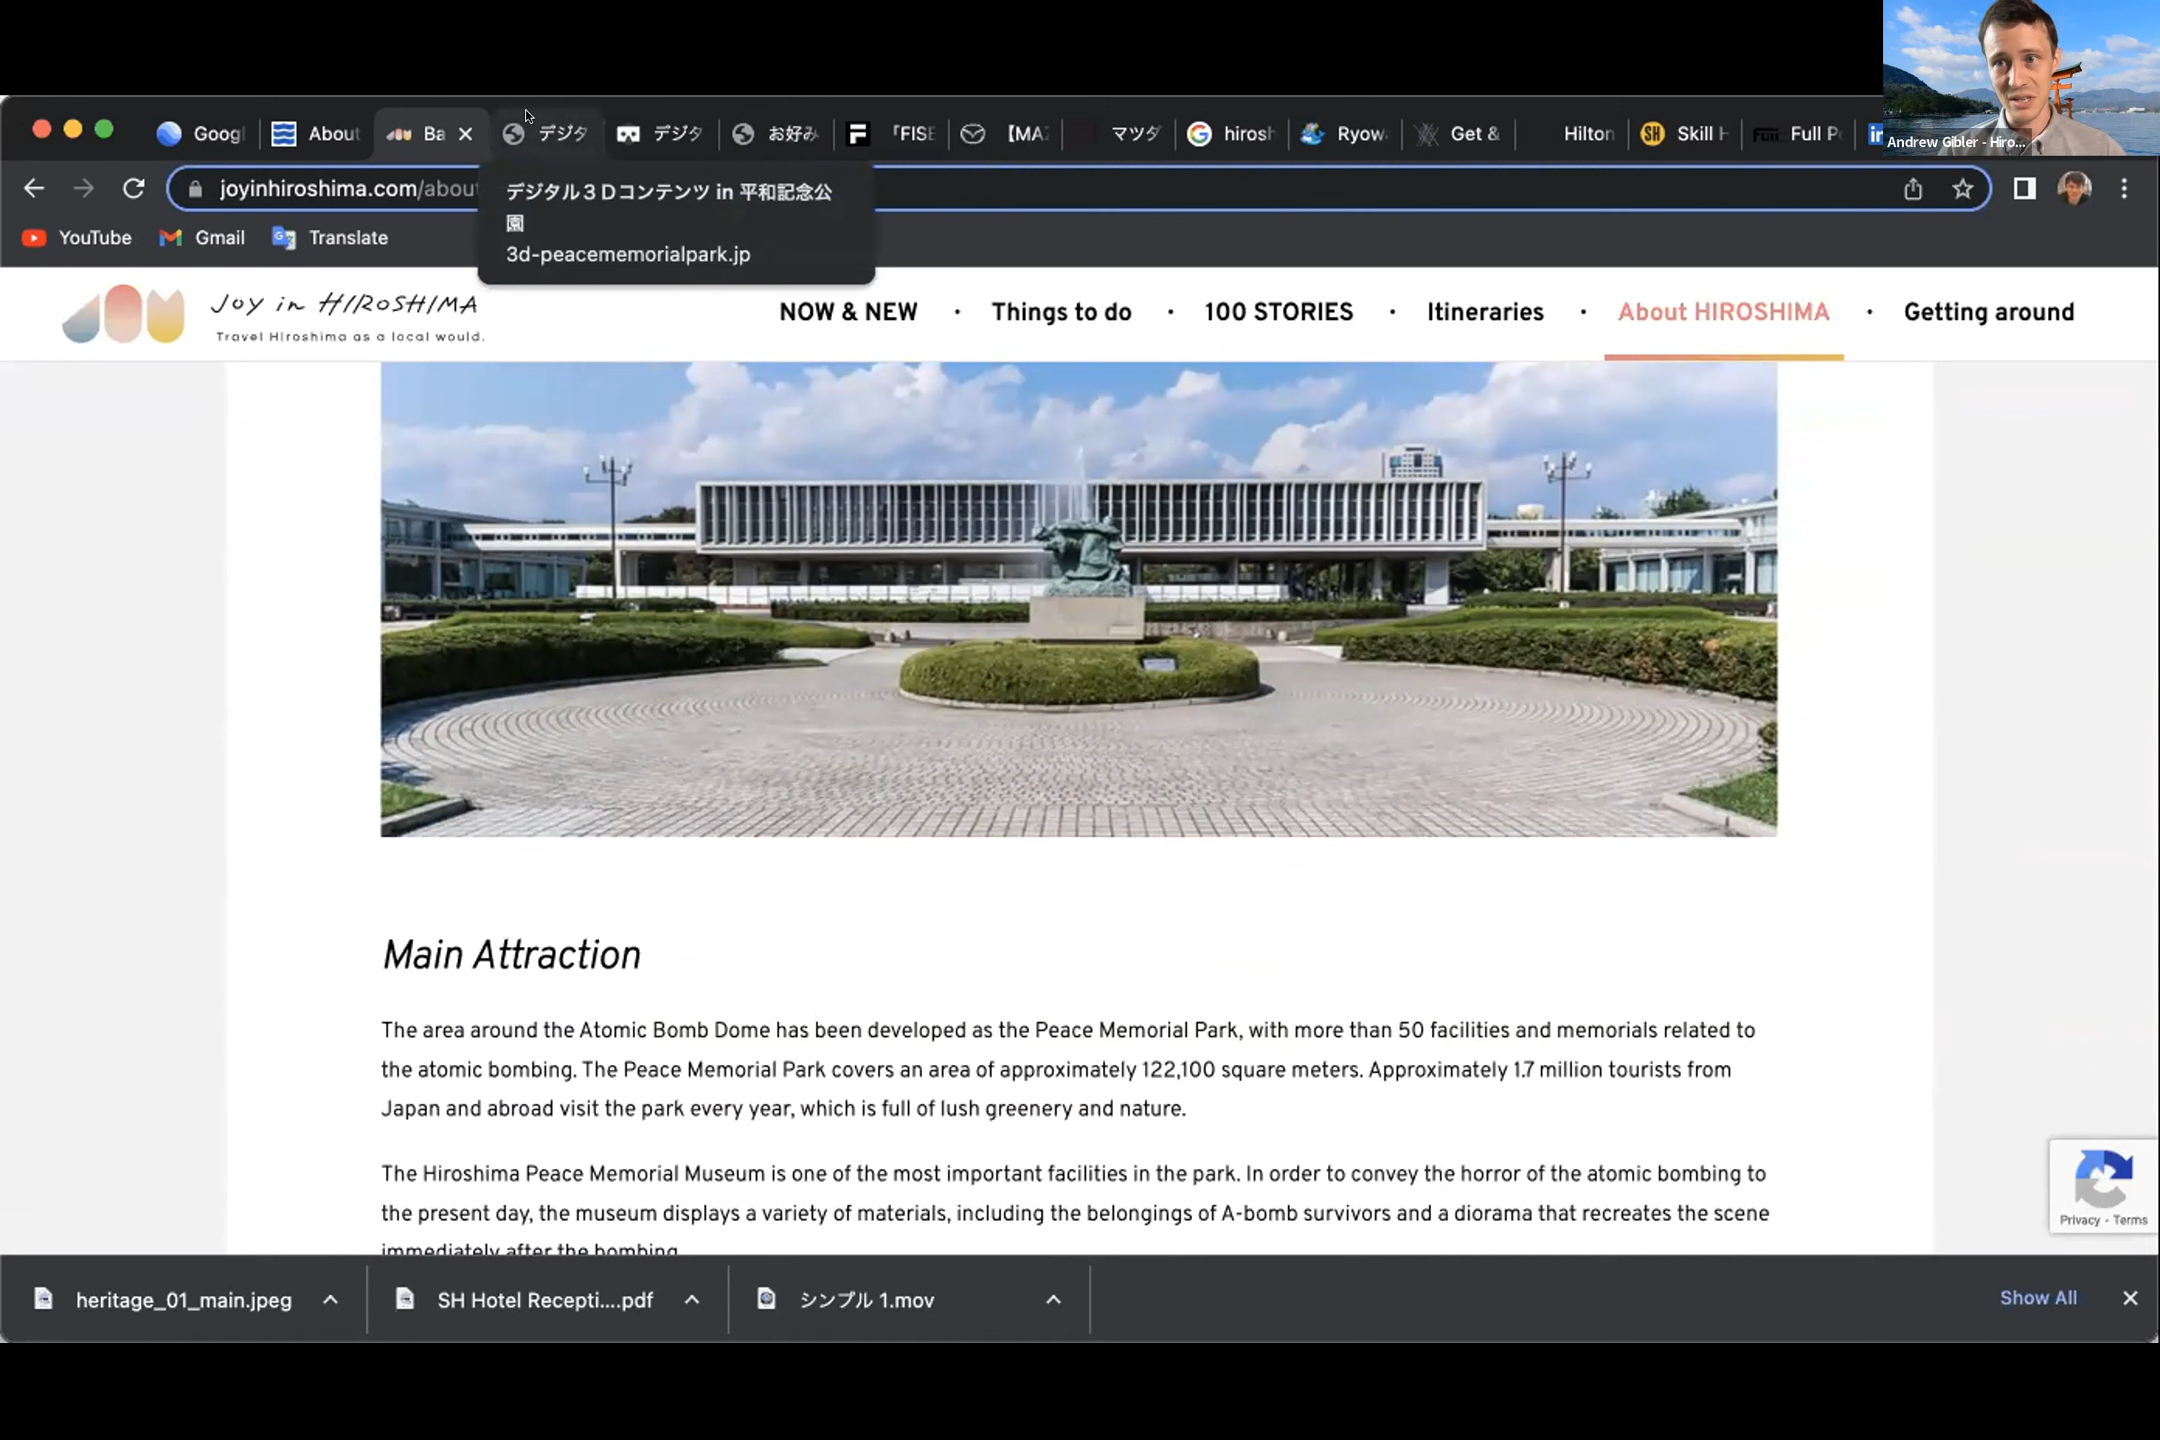 Googl
About
Ba
デジタ
デジタ
お好み
「FISE
【MAZ
マツダ
hirosh
Ryow
Get &
Hilton
SH
Skill H
Full P
in
Andrew Gibler - Hiro...
joyinhiroshima.com/about
デジタル３Ｄコンテンツ in 平和記念公
園
3d-peacememorialpark.jp
YouTube
Gmail
Translate
Joy in HIROSHIMA
Travel Hiroshima as a local would.
NOW & NEW
Things to do
100 STORIES
Itineraries
About HIROSHIMA
Getting around
Main Attraction
The area around the Atomic Bomb Dome has been developed as the Peace Memorial Park, with more than 50 facilities and memorials related to
the atomic bombing. The Peace Memorial Park covers an area of approximately 122,100 square meters. Approximately 1.7 million tourists from
Japan and abroad visit the park every year, which is full of lush greenery and nature.
The Hiroshima Peace Memorial Museum is one of the most important facilities in the park. In order to convey the horror of the atomic bombing to
the present day, the museum displays a variety of materials, including the belongings of A-bomb survivors and a diorama that recreates the scene
immediately after the bombing.
Privacy - Terms
heritage_01_main.jpeg
SH Hotel Recepti....pdf
シンプル 1.mov
Show All